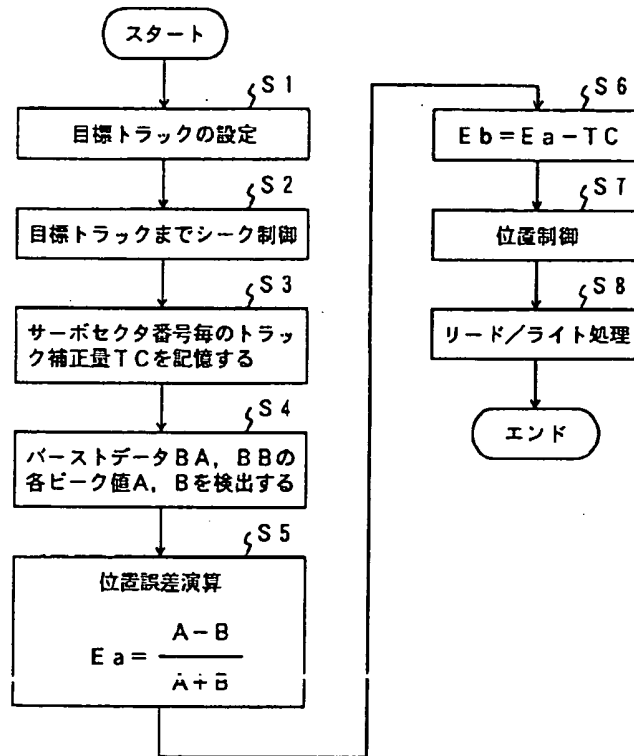 スタート
S1
目標トラックの設定
S2
目標トラックまでシーク制御
S3
サーボセクタ番号毎のトラッ
ク補正量TCを記憶する
S4
バーストデータBA,BBの
各ピーク値A,Bを検出する
S5
位置誤差演算
A-B
Ea=
A+B
S6
Eb=Ea-TC
S7
位置制御
S8
リード/ライト処理
エンド